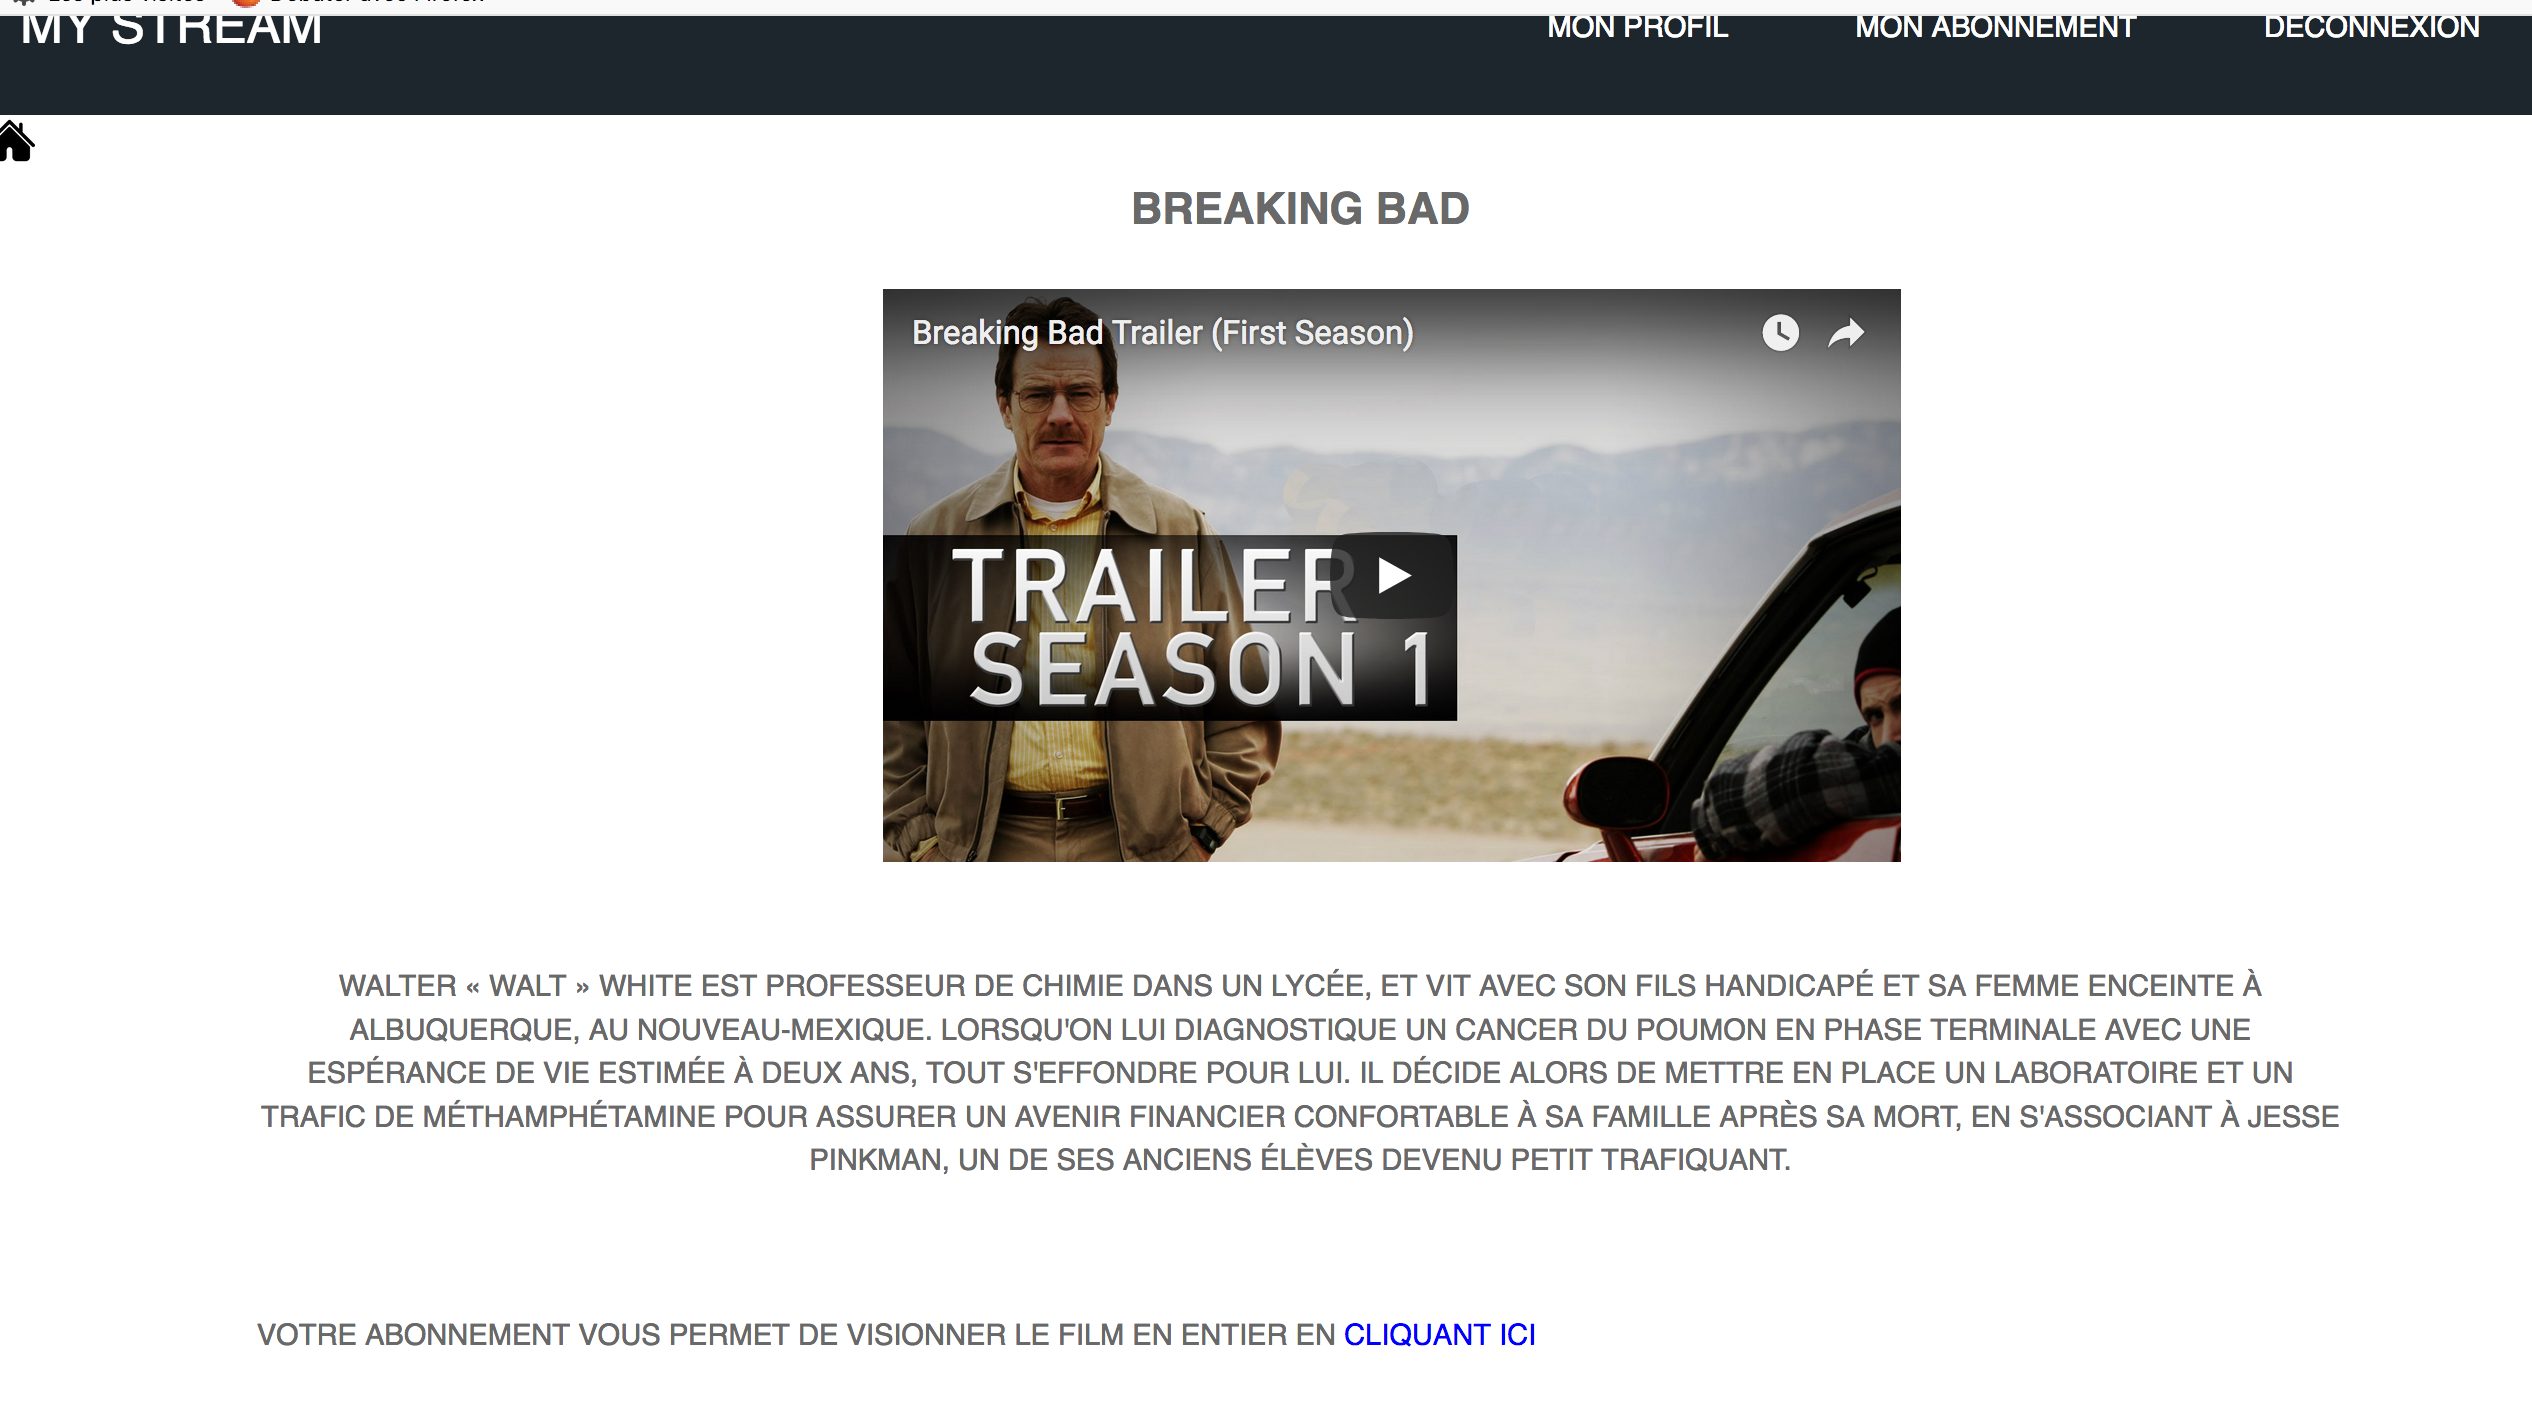 Les plus visités Débuter avec Firefox
MY STREAM MON PROFIL MON ABONNEMENT DECONNEXION
BREAKING BAD
Breaking Bad Trailer (First Season)
TRAILER
SEASON 1
WALTER « WALT » WHITE EST PROFESSEUR DE CHIMIE DANS UN LYCÉE, ET VIT AVEC SON FILS HANDICAPÉ ET SA FEMME ENCEINTE À
ALBUQUERQUE, AU NOUVEAU-MEXIQUE. LORSQU'ON LUI DIAGNOSTIQUE UN CANCER DU POUMON EN PHASE TERMINALE AVEC UNE
ESPÉRANCE DE VIE ESTIMÉE À DEUX ANS, TOUT S'EFFONDRE POUR LUI. IL DÉCIDE ALORS DE METTRE EN PLACE UN LABORATOIRE ET UN
TRAFIC DE MÉTHAMPHÉTAMINE POUR ASSURER UN AVENIR FINANCIER CONFORTABLE À SA FAMILLE APRÈS SA MORT, EN S'ASSOCIANT À JESSE
PINKMAN, UN DE SES ANCIENS ÉLÈVES DEVENU PETIT TRAFIQUANT.
VOTRE ABONNEMENT VOUS PERMET DE VISIONNER LE FILM EN ENTIER EN CLIQUANT ICI